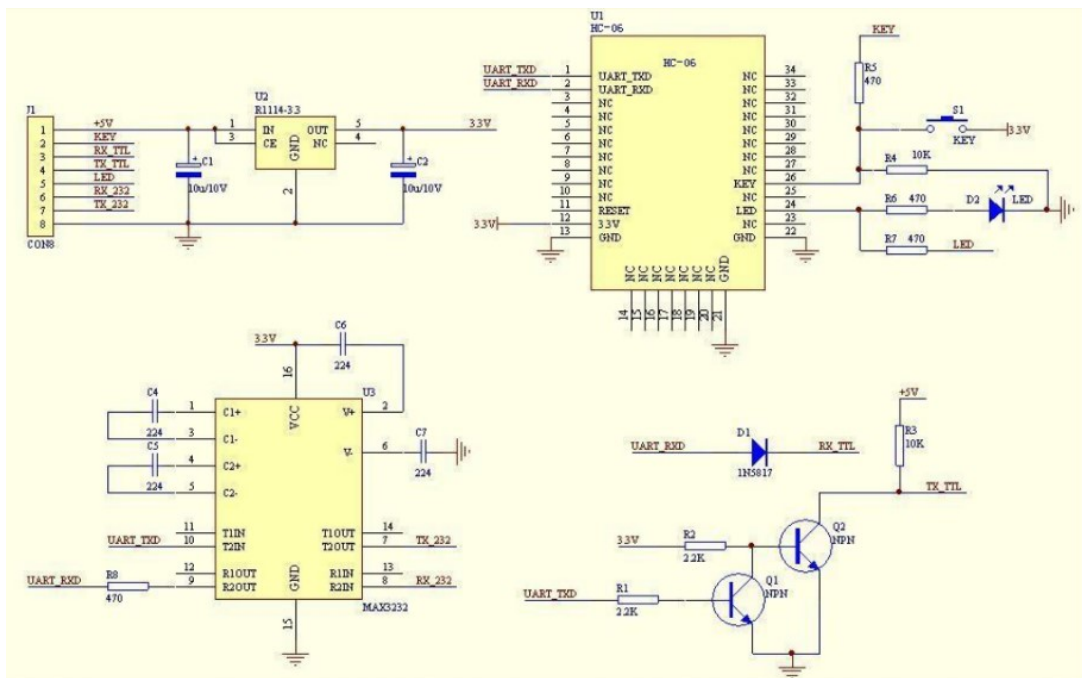 J1
1 +5V
2 KEY
3 RX_TTL
4 TX_TTL
5 LED
6 RX_232
7 TX_232
8
CON8
U2
R1114-3.3
1 IN OUT 5
3 CE NC 4
GND
2
3.3V
+ C1
10u/10V
+ C2
10u/10V
U1
HC-06
HC-06
UART_TXD 1 UART_TXD NC 34
UART_RXD 2 UART_RXD NC 33
3 NC NC 32
4 NC NC 31
5 NC NC 30
6 NC NC 29
7 NC NC 28
8 NC NC 27
9 NC KEY 26
10 NC NC 25
11 RESET LED 24
3.3V 12 3.3V NC 23
13 GND GND 22
NC NC NC NC NC NC NC GND
14 15 16 17 18 19 20 21
KEY
R5
470
S1
KEY
3.3V
R4 10K
R6 470
D2 LED
R7 470 LED
C6
3.3V
224
16
U3
C4
224
1 C1+ VCC V+ 2
3 C1-
C5
224
4 C2+ V- 6
5 C2-
C7
224
11 T1IN T1OUT 14
UART_TXD 10 T2IN T2OUT 7 TX_232
12 R1OUT R1IN 13
UART_RXD R8 9 R2OUT R2IN 8 RX_232
470
GND
MAX3232
15
+5V
R3
10K
D1
UART_RXD RX_TTL
1N5817
TX_TTL
Q2
NPN
3.3V R2
2.2K
Q1
NPN
UART_TXD R1
2.2K